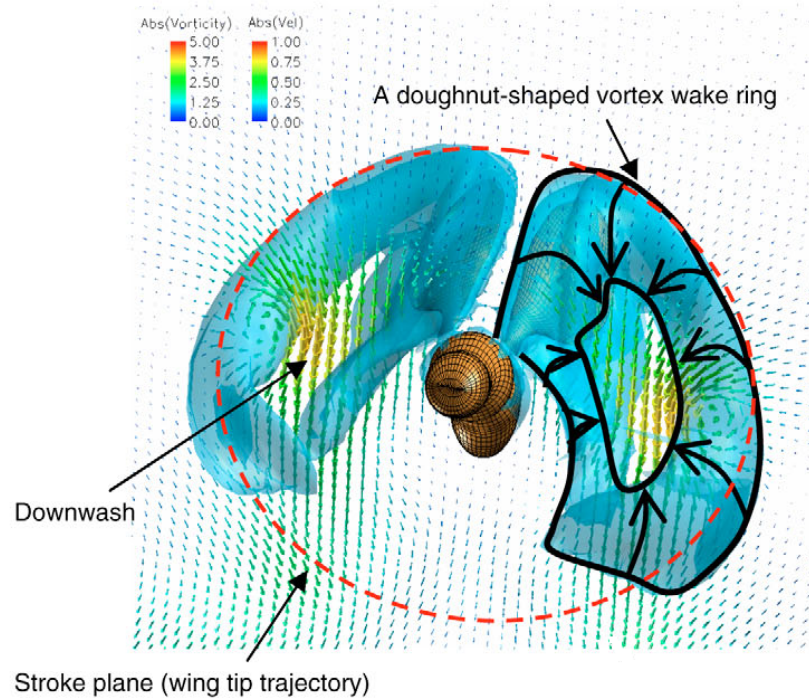 Abs(Vorticity) Abs(Vel)
5.00 1.00
3.75 0.75
2.50 0.50
1.25 0.25
0.00 0.00
A doughnut-shaped vortex wake ring
Downwash
Stroke plane (wing tip trajectory)